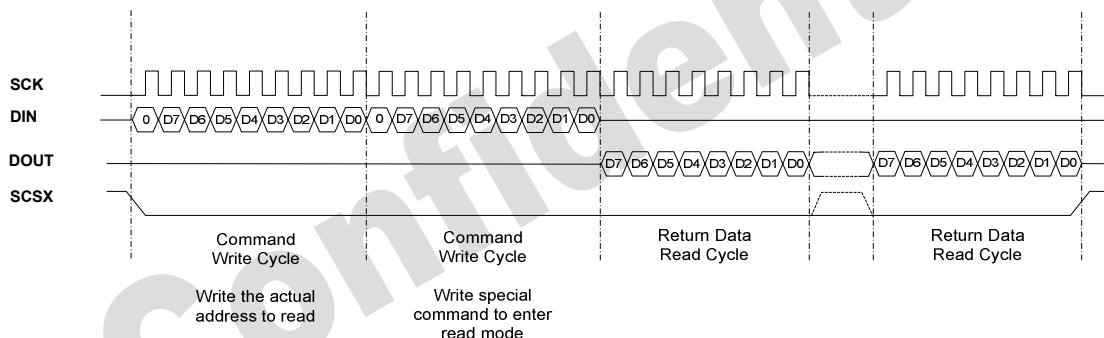 SCK
DIN
0 D7 D6 D5 D4 D3 D2 D1 D0 0 D7 D6 D5 D4 D3 D2 D1 D0
DOUT
D7 D6 D5 D4 D3 D2 D1 D0 D7 D6 D5 D4 D3 D2 D1 D0
SCSX
Command
Write Cycle
Write the actual
address to read
Command
Write Cycle
Write special
command to enter
read mode
Return Data
Read Cycle
Return Data
Read Cycle
Confident